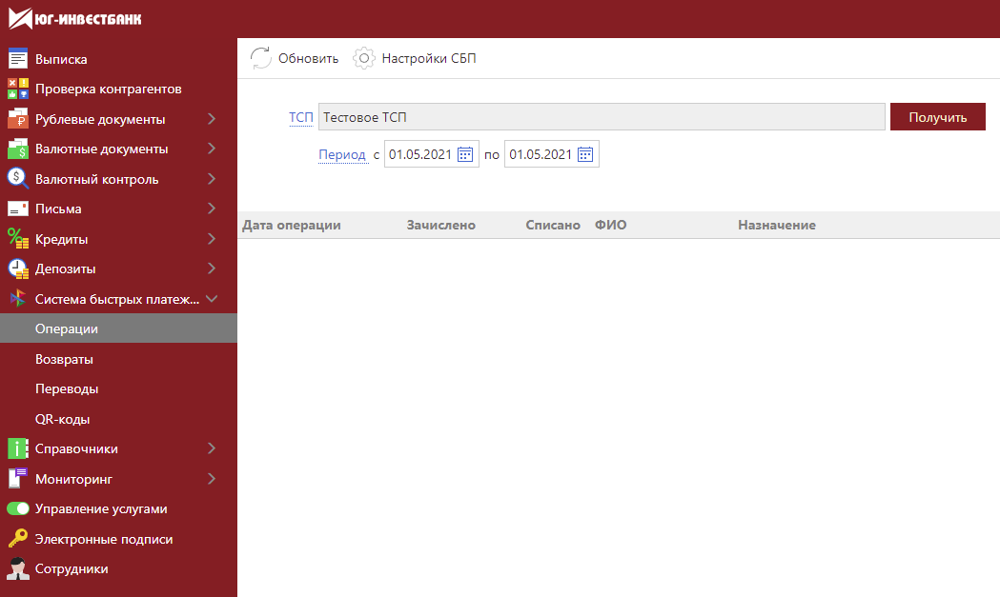 ЮГ-ИНВЕСТБАНК
Выписка
Проверка контрагентов
Рублевые документы
Валютные документы
Валютный контроль
Письма
Кредиты
Депозиты
Система быстрых платеж...
Операции
Возвраты
Переводы
QR-коды
Справочники
Мониторинг
Управление услугами
Электронные подписи
Сотрудники
Обновить Настройки СБП
ТСП Тестовое ТСП Получить
Период с 01.05.2021 по 01.05.2021
Дата операции Зачислено Списано ФИО Назначение